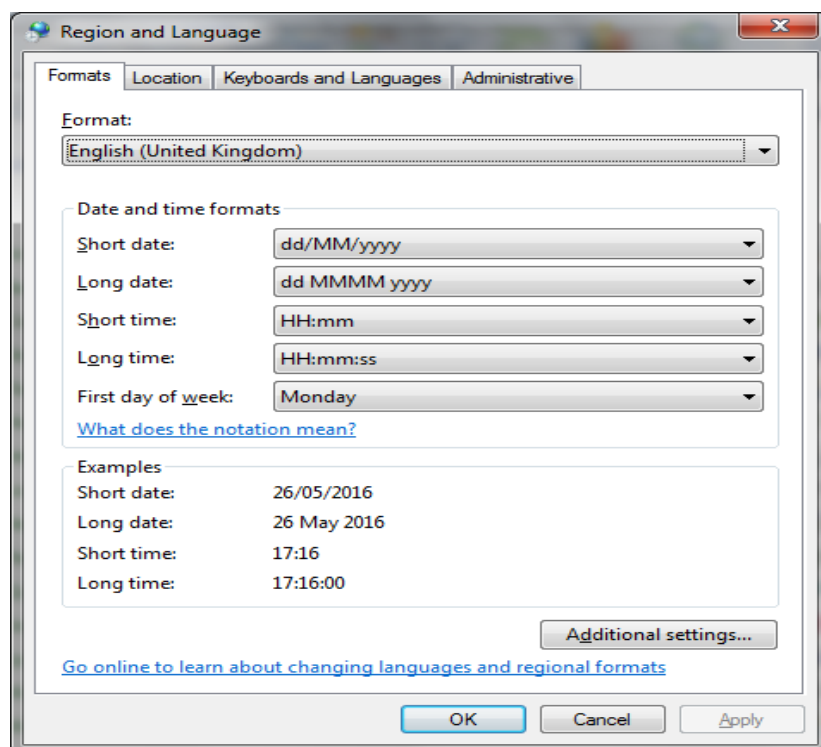 Region and Language
Formats Location Keyboards and Languages Administrative
Format:
English (United Kingdom)
Date and time formats
Short date: dd/MM/yyyy
Long date: dd MMMM yyyy
Short time: HH:mm
Long time: HH:mm:ss
First day of week: Monday
What does the notation mean?
Examples
Short date: 26/05/2016
Long date: 26 May 2016
Short time: 17:16
Long time: 17:16:00
Additional settings...
Go online to learn about changing languages and regional formats
OK Cancel Apply